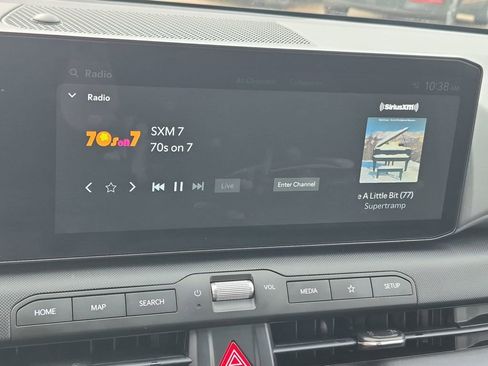 Radio
10:38 AM
Radio
((SiriusXM))
70s on 7
SXM 7
70s on 7
e A Little Bit (77)
Supertramp
Live
Enter Channel
HOME
MAP
SEARCH
VOL
MEDIA
SETUP